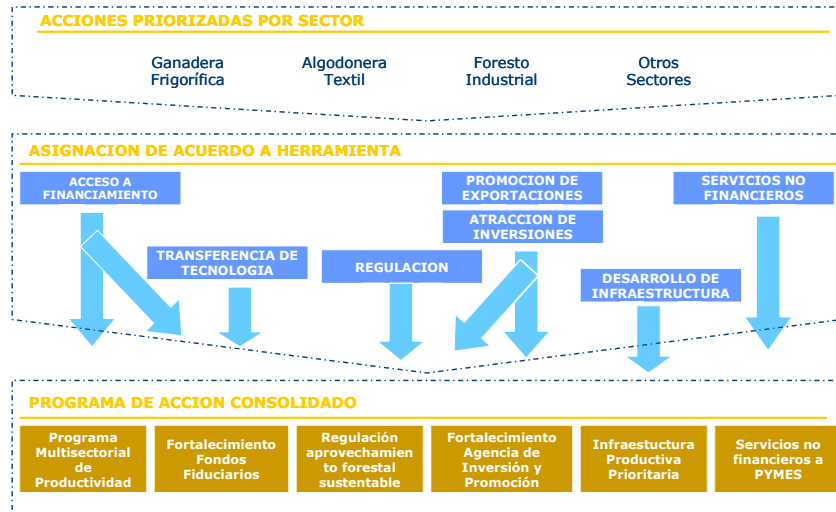 ACCIONES PRIORIZADAS POR SECTOR
Ganadera
Frigorífica
Algodonera
Textil
Foresto
Industrial
Otros
Sectores
ASIGNACION DE ACUERDO A HERRAMIENTA
ACCESO A
FINANCIAMIENTO
PROMOCION DE
EXPORTACIONES
SERVICIOS NO
FINANCIEROS
ATRACCION DE
INVERSIONES
TRANSFERENCIA DE
TECNOLOGIA
REGULACION
DESARROLLO DE
INFRAESTRUCTURA
PROGRAMA DE ACCION CONSOLIDADO
Programa
Multisectorial
de
Productividad
Fortalecimiento
Fondos
Fiduciarios
Regulación
aprovechamien
to forestal
sustentable
Fortalecimiento
Agencia de
Inversión y
Promoción
Infraestuctura
Productiva
Prioritaria
Servicios no
financieros a
PYMES